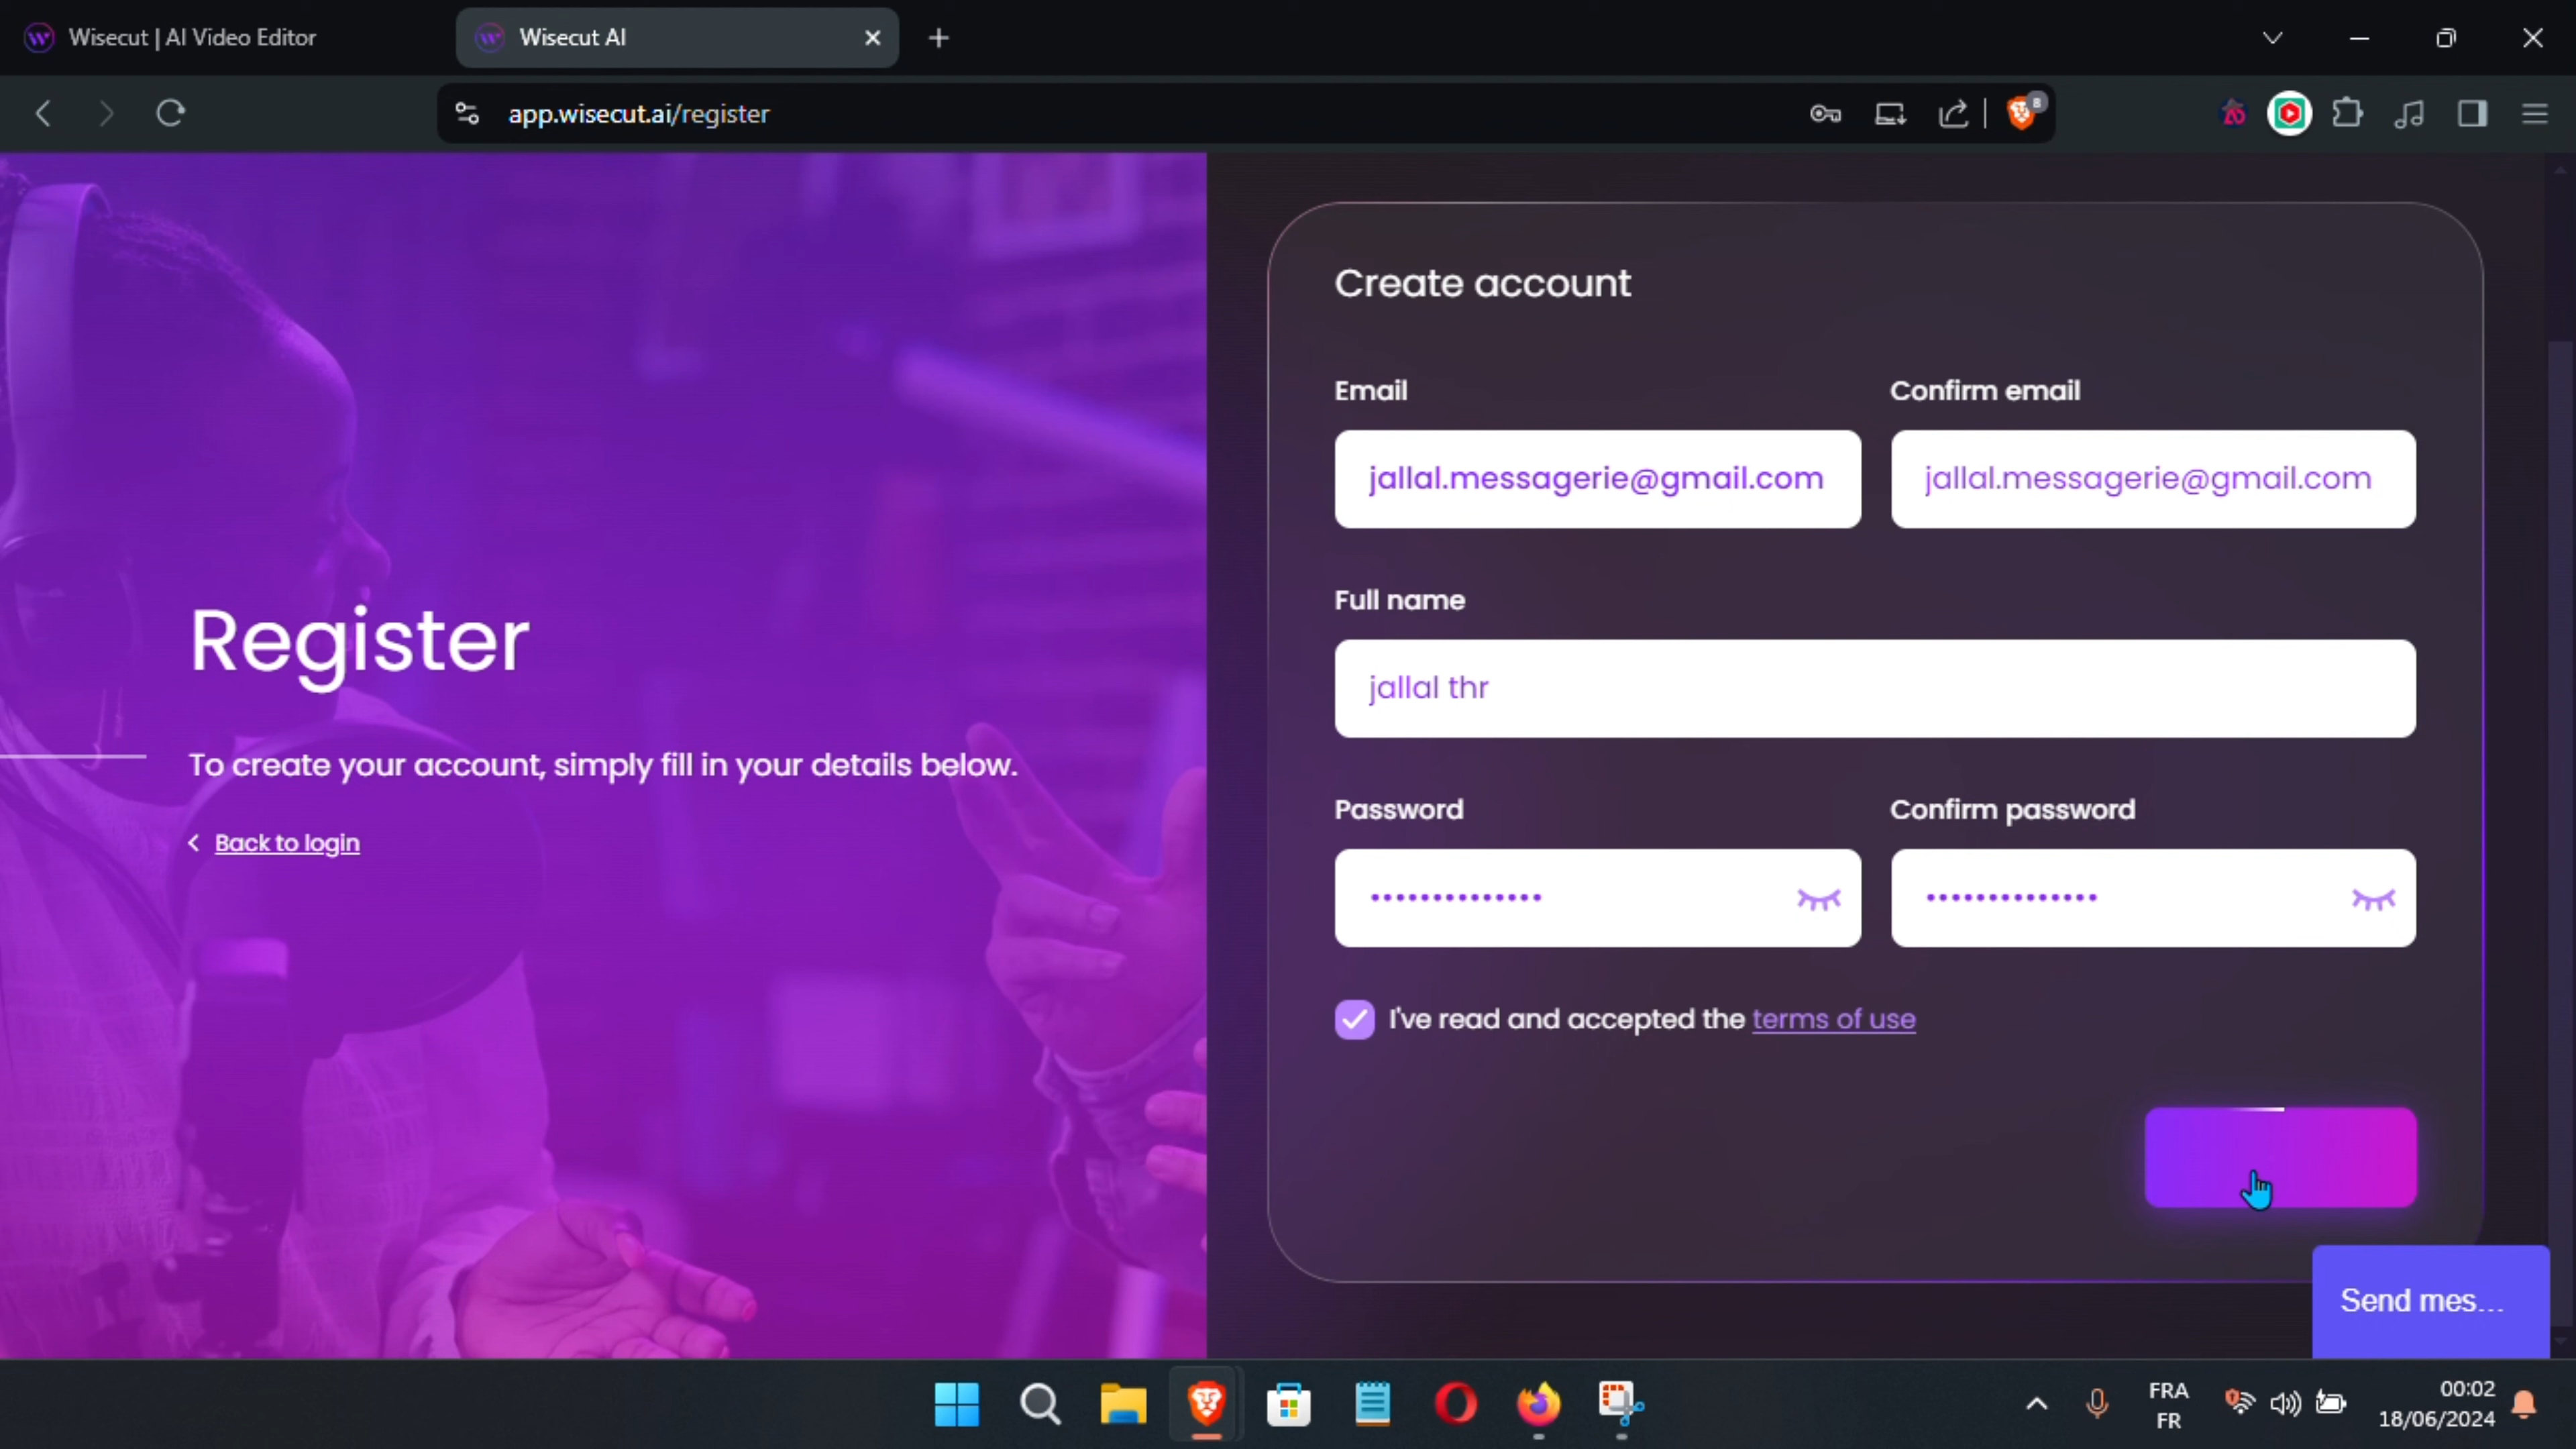 Wisecut | AI Video Editor
Wisecut AI
app.wisecut.ai/register
8
Register
To create your account, simply fill in your details below.
Back to login
Create account
Email
Confirm email
jallal.messagerie@gmail.com
jallal.messagerie@gmail.com
Full name
jallal thr
Password
Confirm password
••••••••••••••
••••••••••••••
I've read and accepted the terms of use
Send mes...
FRA
FR
00:02
18/06/2024